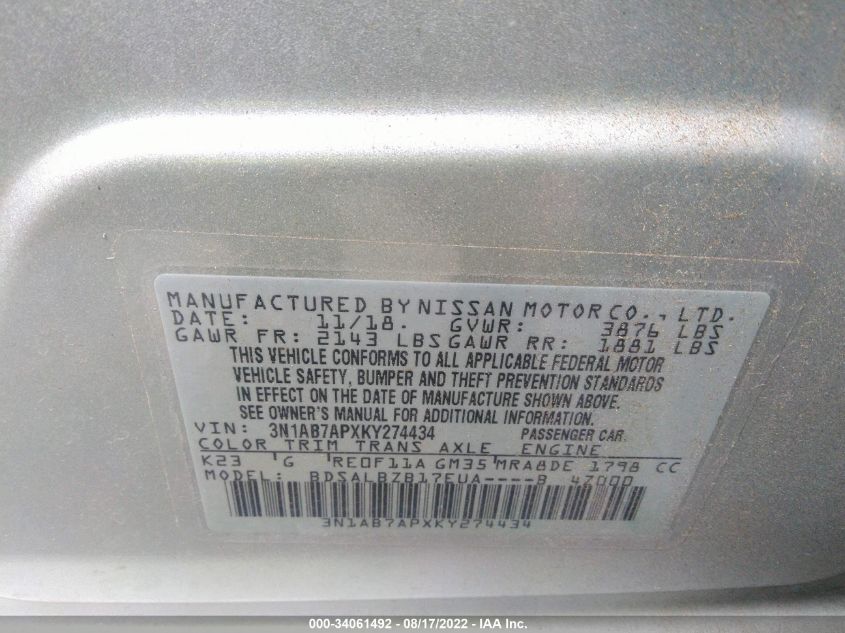 MANUFACTURED BY NISSAN MOTOR CO., LTD.
DATE: 11/18. GVWR: 3876 LBS
GAWR FR: 2143 LBS GAWR RR: 1881 LBS
THIS VEHICLE CONFORMS TO ALL APPLICABLE FEDERAL MOTOR
VEHICLE SAFETY, BUMPER AND THEFT PREVENTION STANDARDS
IN EFFECT ON THE DATE OF MANUFACTURE SHOWN ABOVE.
SEE OWNER'S MANUAL FOR ADDITIONAL INFORMATION.
VIN: 3N1AB7APXKY274434 PASSENGER CAR
COLOR TRIM TRANS AXLE ENGINE
K23 G RE0F11A GM35 MRA8DE 1798 CC
MODEL: BDSALBZB17EUA----B 47000
3N1AB7APXKY274434
000-34061492 - 08/17/2022 - IAA Inc.